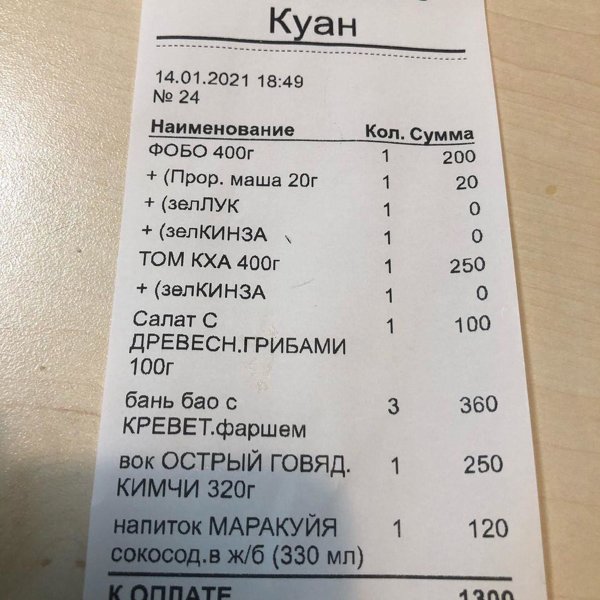 Куан
14.01.2021 18:49
№ 24
Наименование Кол. Сумма
ФОБО 400г 1 200
+ (Прор. маша 20г 1 20
+ (зелЛУК 1 0
+ (зелКИНЗА 1 0
ТОМ КХА 400г 1 250
+ (зелКИНЗА 1 0
Салат С 1 100
ДРЕВЕСН.ГРИБАМИ
100г
бань бао с 3 360
КРЕВЕТ.фаршем
вок ОСТРЫЙ ГОВЯД. 1 250
КИМЧИ 320г
напиток МАРАКУЙЯ 1 120
сокосод.в ж/б (330 мл)
К ОПЛАТЕ 1300